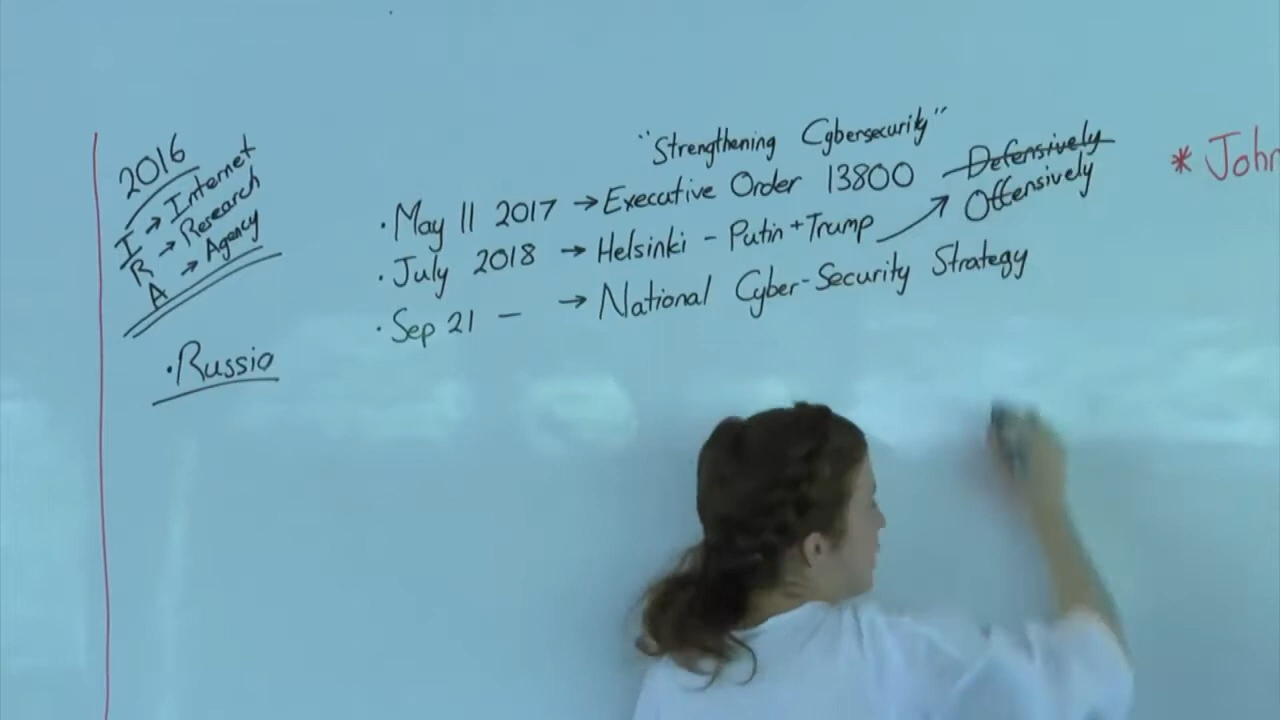 2016
I → Internet
R → Research
A → Agency
·Russia
"Strengthening Cybersecurity"
·May 11 2017 → Executive Order 13800 Defensively
·July 2018 → Helsinki - Putin + Trump Offensively
·Sep 21 - → National Cyber-Security Strategy
* John